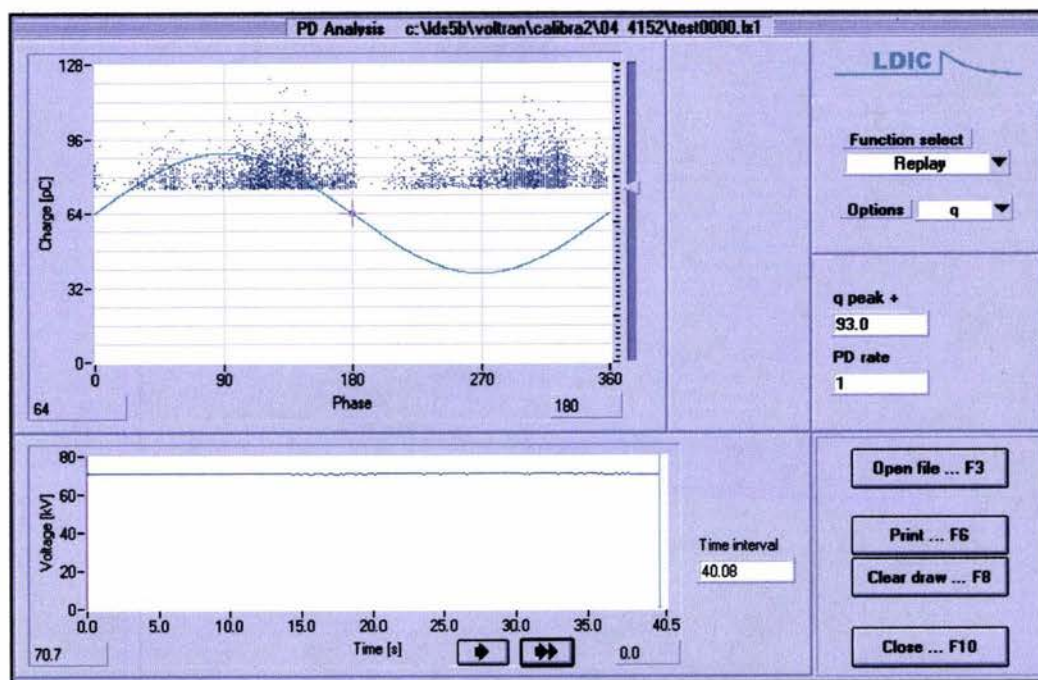 PD Analysis c:\lds5b\voltran\calibra2\04_4152\test0000.lx1
128
96
64
32
0
Charge [pC]
0 90 180 270 360
Phase
64
180
LDIC
Function select
Replay
Options q
q peak +
93.0
PD rate
1
80
60
40
20
0
Voltage [kV]
0.0 5.0 10.0 15.0 20.0 25.0 30.0 35.0 40.5
Time [s]
70.7
0.0
Time interval
40.08
Open file ... F3
Print ... F6
Clear draw ... F8
Close ... F10